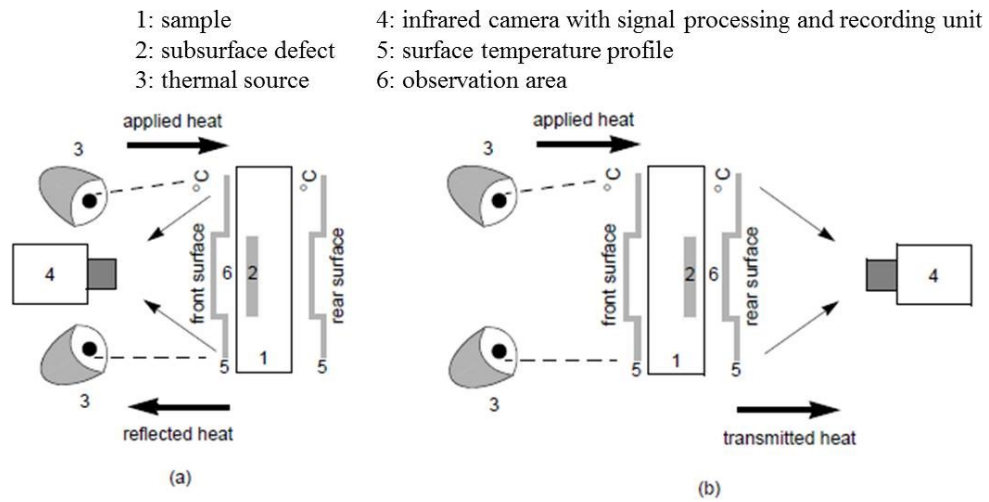 1: sample
2: subsurface defect
3: thermal source
4: infrared camera with signal processing and recording unit
5: surface temperature profile
6: observation area
applied heat
3
°C
°C
4
front surface
6
2
rear surface
5
1
5
3
reflected heat
(a)
applied heat
3
°C
°C
front surface
2
6
rear surface
4
5
1
5
3
transmitted heat
(b)